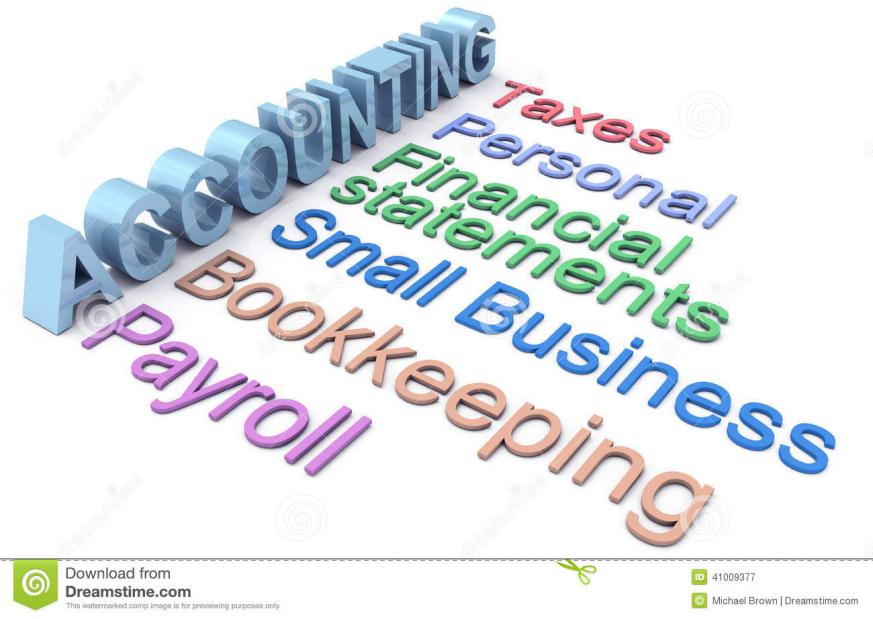 ACCOUNTING
Taxes
Personal
Financial
statements
Small Business
Bookkeeping
Payroll
Download from
Dreamstime.com
This watermarked comp image is for previewing purposes only.
ID 41009377
© Michael Brown | Dreamstime.com